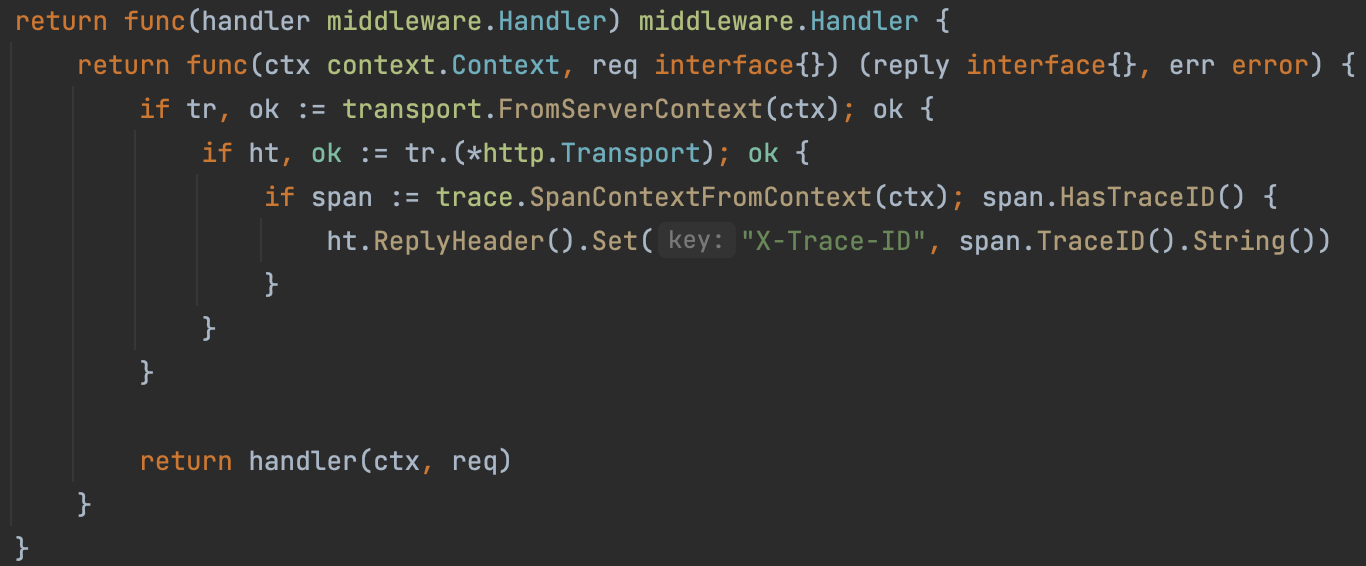 return func(handler middleware.Handler) middleware.Handler {
    return func(ctx context.Context, req interface{}) (reply interface{}, err error) {
        if tr, ok := transport.FromServerContext(ctx); ok {
            if ht, ok := tr.(*http.Transport); ok {
                if span := trace.SpanContextFromContext(ctx); span.HasTraceID() {
                    ht.ReplyHeader().Set( key: "X-Trace-ID", span.TraceID().String())
                }
            }
        }

        return handler(ctx, req)
    }
}